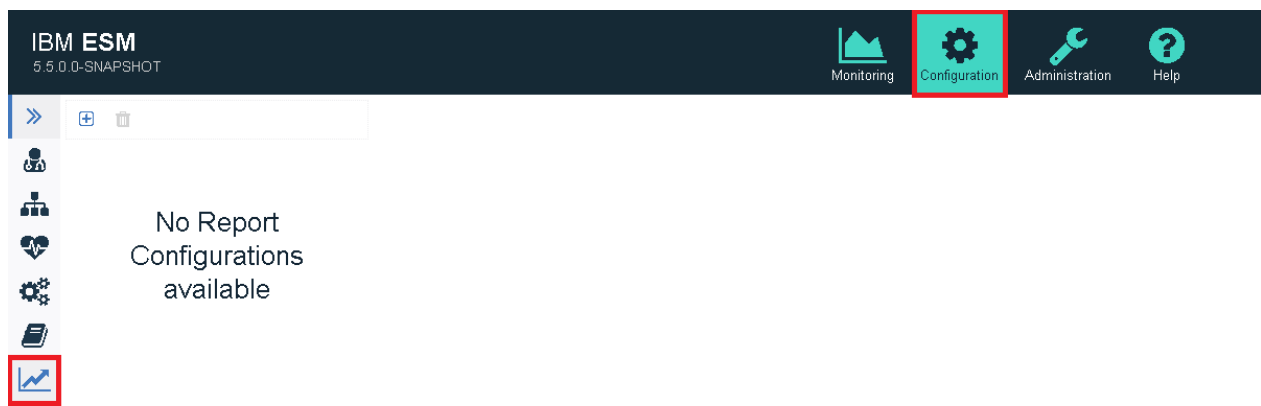 IBM ESM
5.5.0.0-SNAPSHOT
Monitoring
Configuration
Administration
Help
No Report
Configurations
available